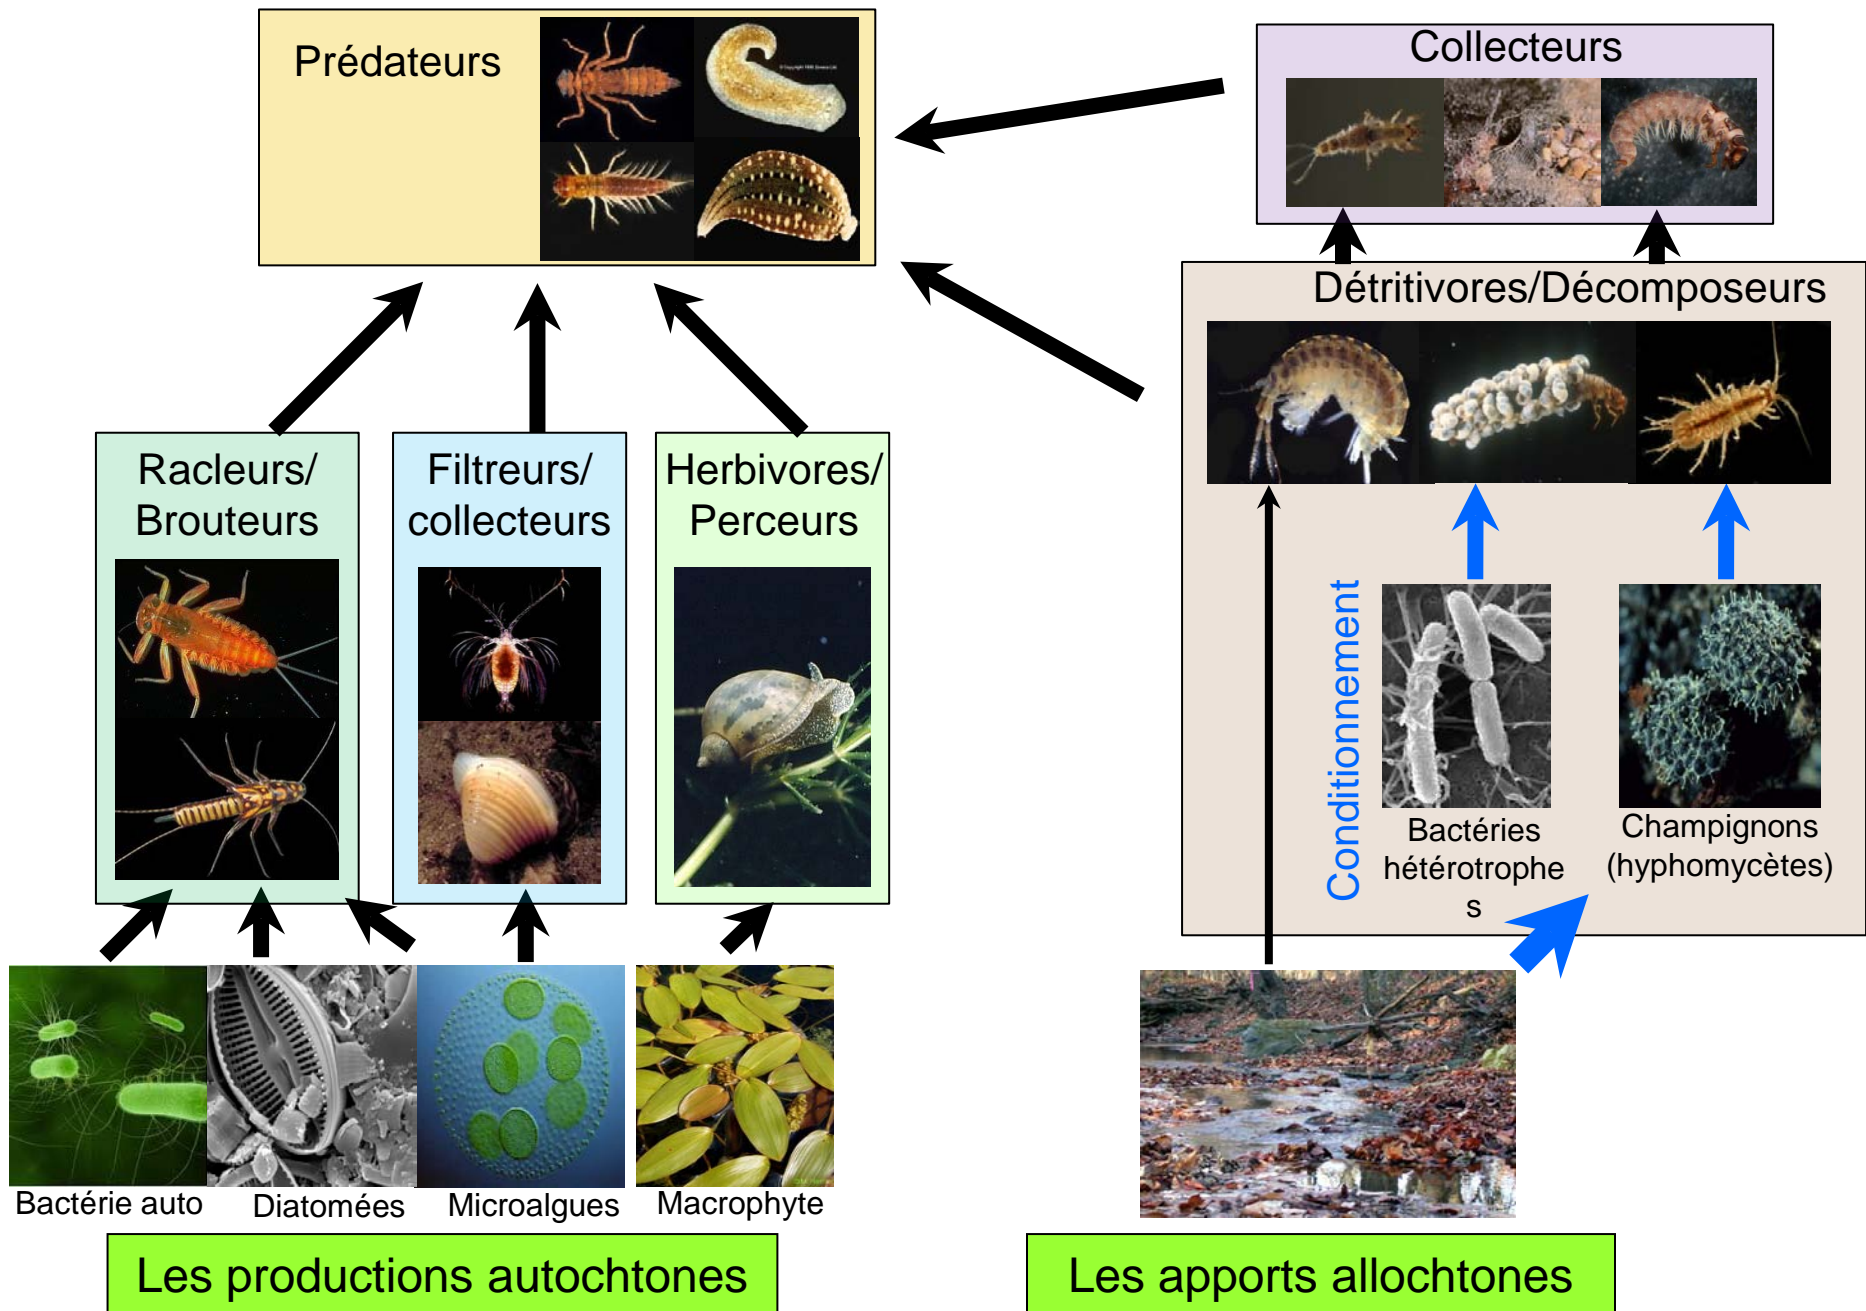 Prédateurs
Collecteurs
Détritivores/Décomposeurs
Racleurs/
Brouteurs
Filtreurs/
collecteurs
Herbivores/
Perceurs
Conditionnement
Bactéries
hétérotrophe
s
Champignons
(hyphomycètes)
Bactérie auto
Diatomées
Microalgues
Macrophyte
Les productions autochtones
Les apports allochtones